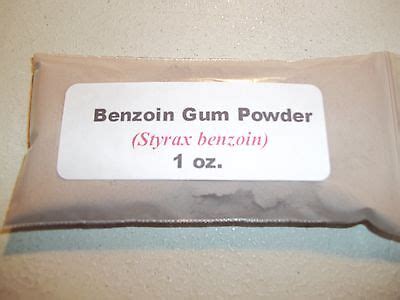 Benzoin Gum Powder
(Styrax benzoin)
1 oz.